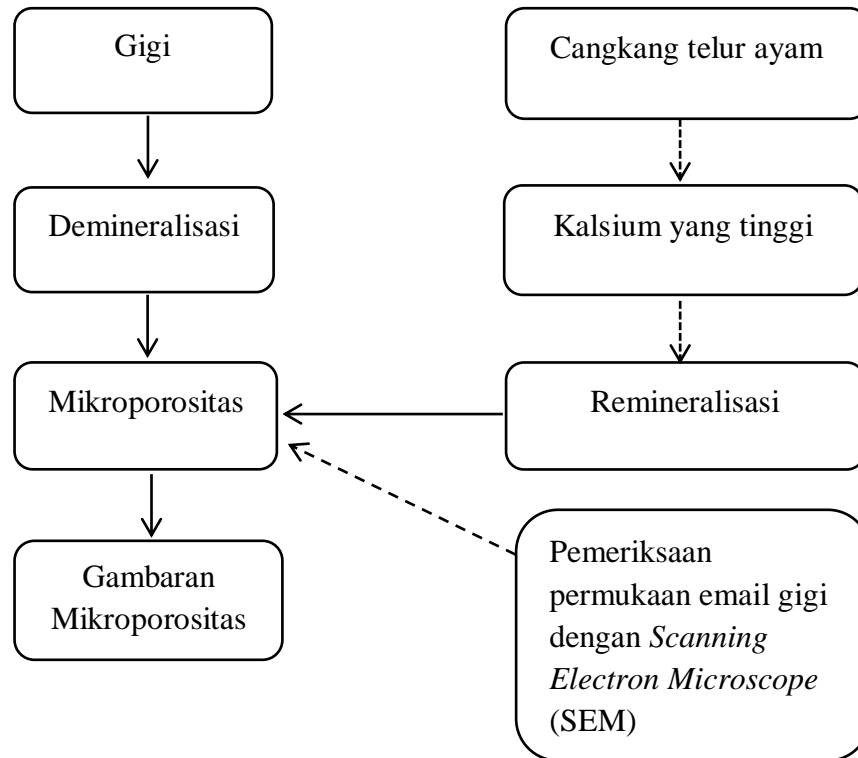 Gigi
Cangkang telur ayam
Demineralisasi
Kalsium yang tinggi
Mikroporositas
Remineralisasi
Gambaran
Mikroporositas
Pemeriksaan
permukaan email gigi
dengan Scanning
Electron Microscope
(SEM)